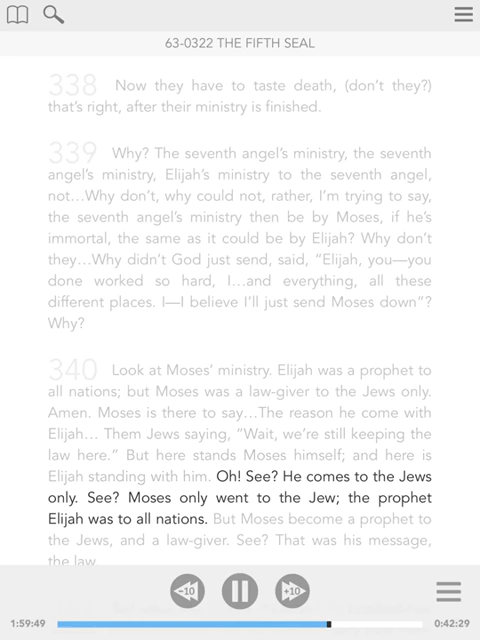 63-0322 THE FIFTH SEAL
338 Now they have to taste death, (don't they?)
that's right, after their ministry is finished.
339 Why? The seventh angel's ministry, the seventh
angel's ministry, Elijah's ministry to the seventh angel,
not…Why don't, why could not, rather, I'm trying to say,
the seventh angel's ministry then be by Moses, if he's
immortal, the same as it could be by Elijah? Why don't
they…Why didn't God just send, said, "Elijah, you—you
done worked so hard, I…and everything, all these
different places. I—I believe I'll just send Moses down"?
Why?
340 Look at Moses' ministry. Elijah was a prophet to
all nations; but Moses was a law-giver to the Jews only.
Amen. Moses is there to say…The reason he come with
Elijah… Them Jews saying, "Wait, we're still keeping the
law here." But here stands Moses himself; and here is
Elijah standing with him. Oh! See? He comes to the Jews
only. See? Moses only went to the Jew; the prophet
Elijah was to all nations. But Moses become a prophet to
the Jews, and a law-giver. See? That was his message,
the law
-10
+10
1:59:49
0:42:29